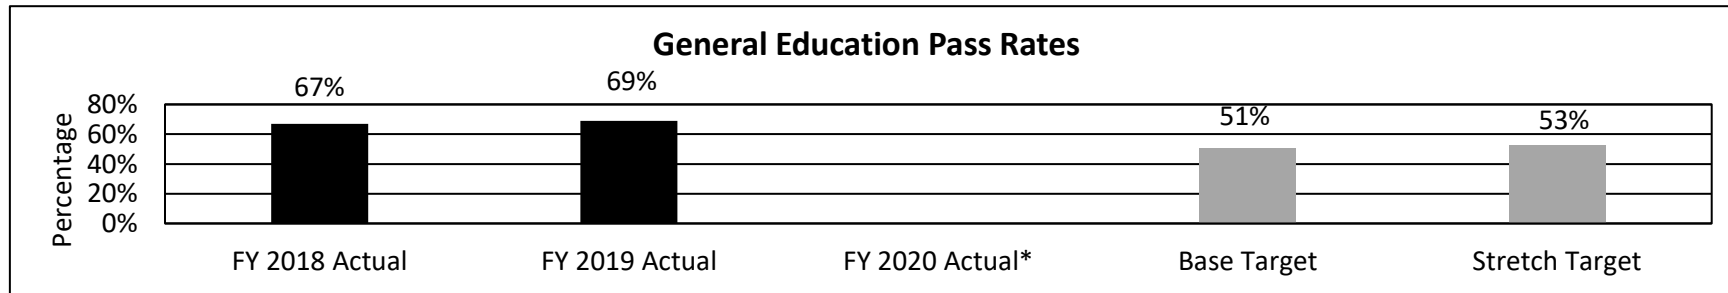 General Education Pass Rates
67%
69%
51%
53%
80%
60%
40%
20%
0%
Percentage
FY 2018 Actual
FY 2019 Actual
FY 2020 Actual*
Base Target
Stretch Target